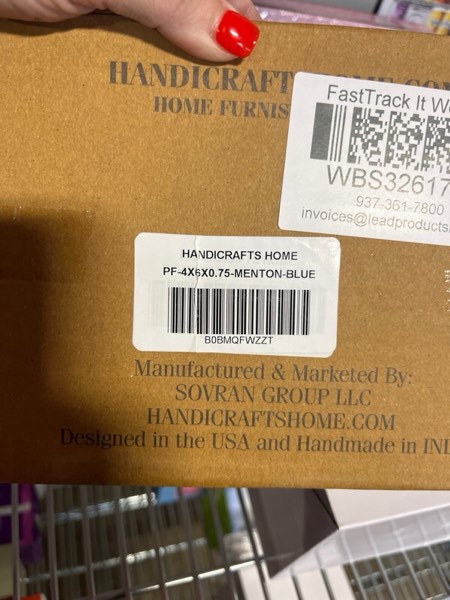 HANDICRAFT
HOME FURNIS
FastTrack It W
WBS32617
937-361-7800
invoices@leadproducts
HANDICRAFTS HOME
PF-4X6X0.75-MENTON-BLUE
B0BMQFWZZT
Manufactured & Marketed By:
SOVRAN GROUP LLC
HANDICRAFTSHOME.COM
Designed in the USA and Handmade in IND